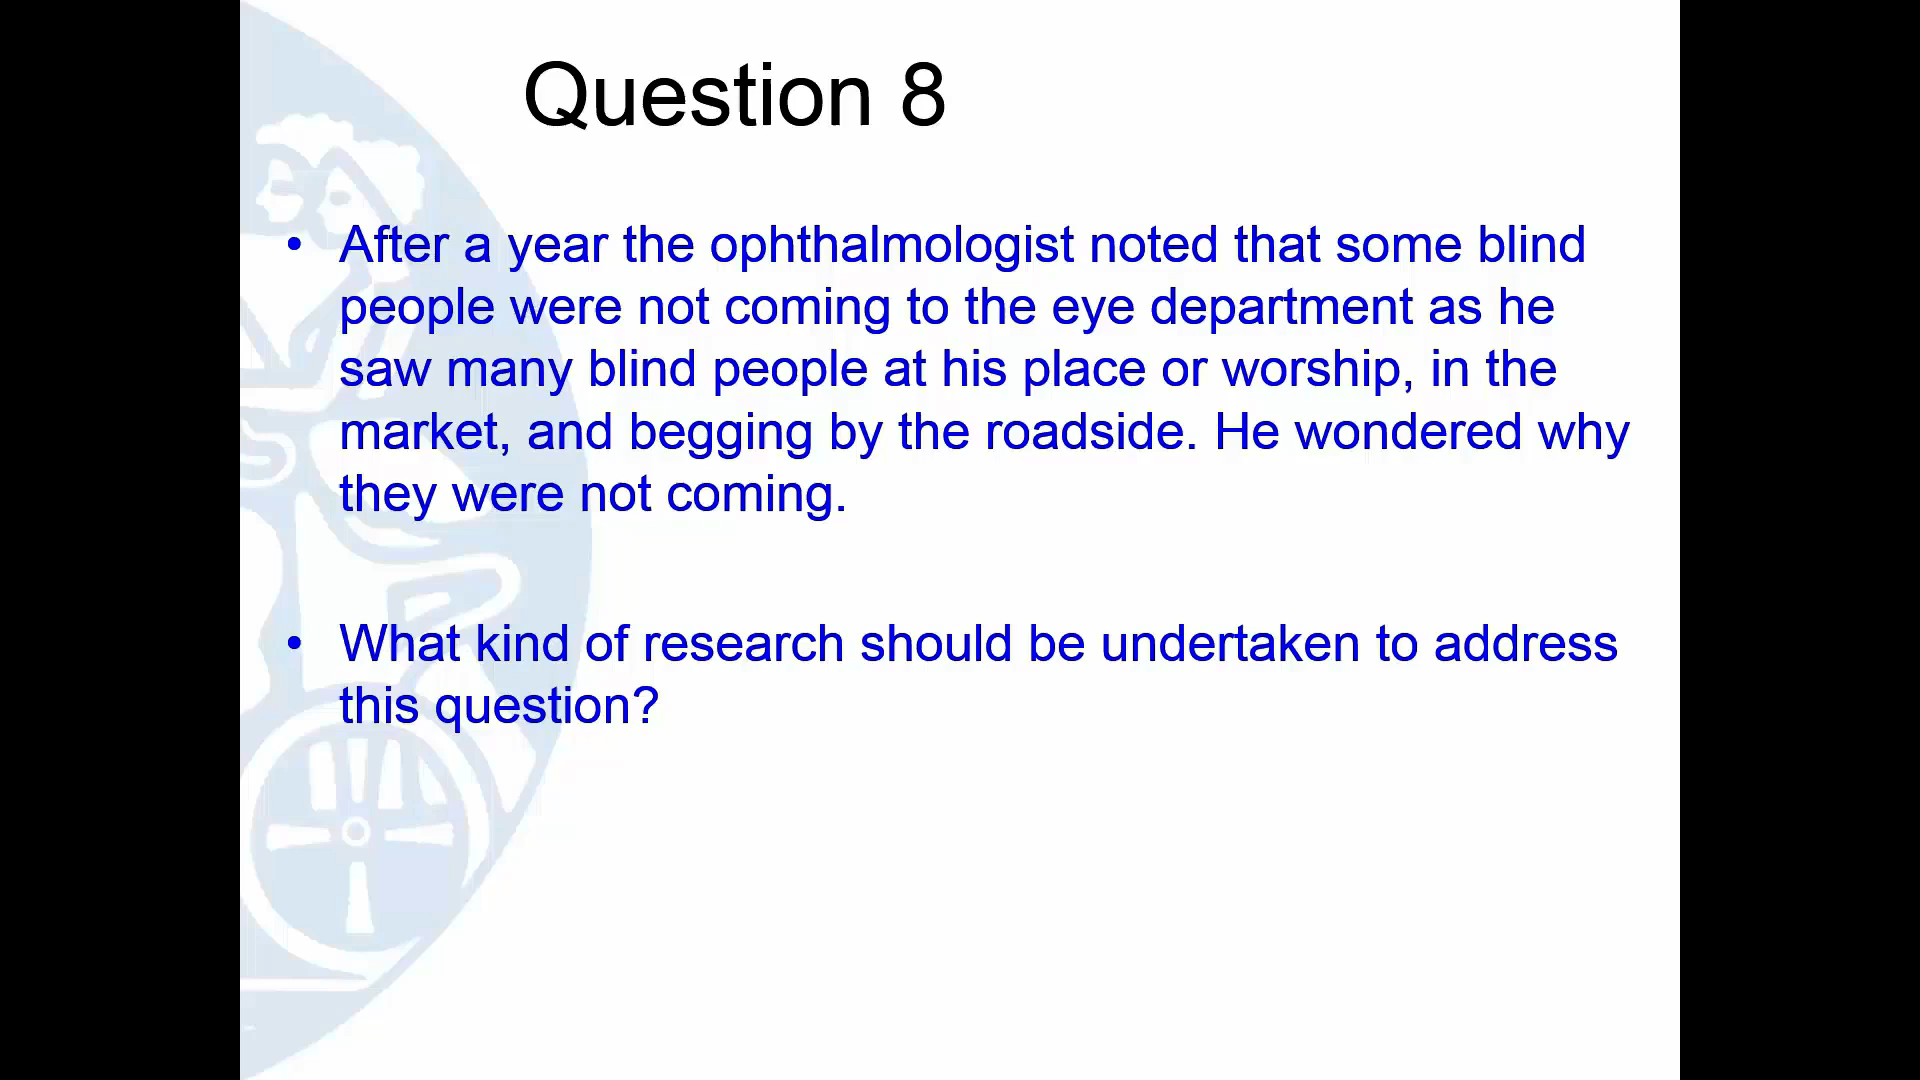 Question 8
• After a year the ophthalmologist noted that some blind
people were not coming to the eye department as he
saw many blind people at his place or worship, in the
market, and begging by the roadside. He wondered why
they were not coming.
• What kind of research should be undertaken to address
this question?